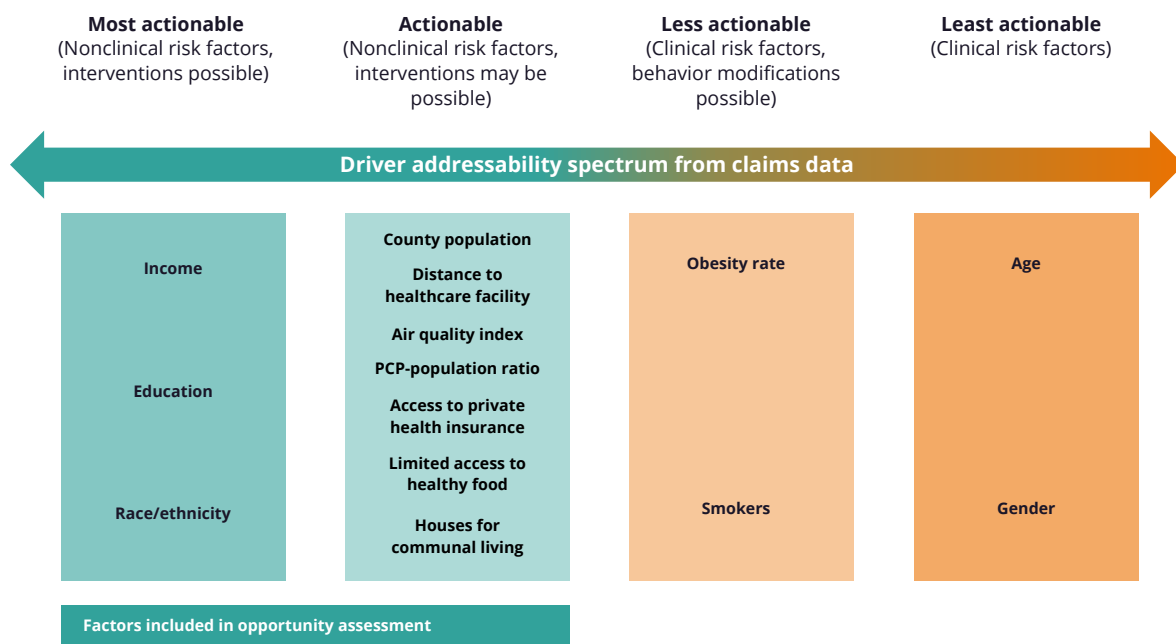 Most actionable
(Nonclinical risk factors,
interventions possible)
Actionable
(Nonclinical risk factors,
interventions may be
possible)
Less actionable
(Clinical risk factors,
behavior modifications
possible)
Least actionable
(Clinical risk factors)
Driver addressability spectrum from claims data
Income
Education
Race/ethnicity
County population
Distance to
healthcare facility
Air quality index
PCP-population ratio
Access to private
health insurance
Limited access to
healthy food
Houses for
communal living
Obesity rate
Smokers
Age
Gender
Factors included in opportunity assessment